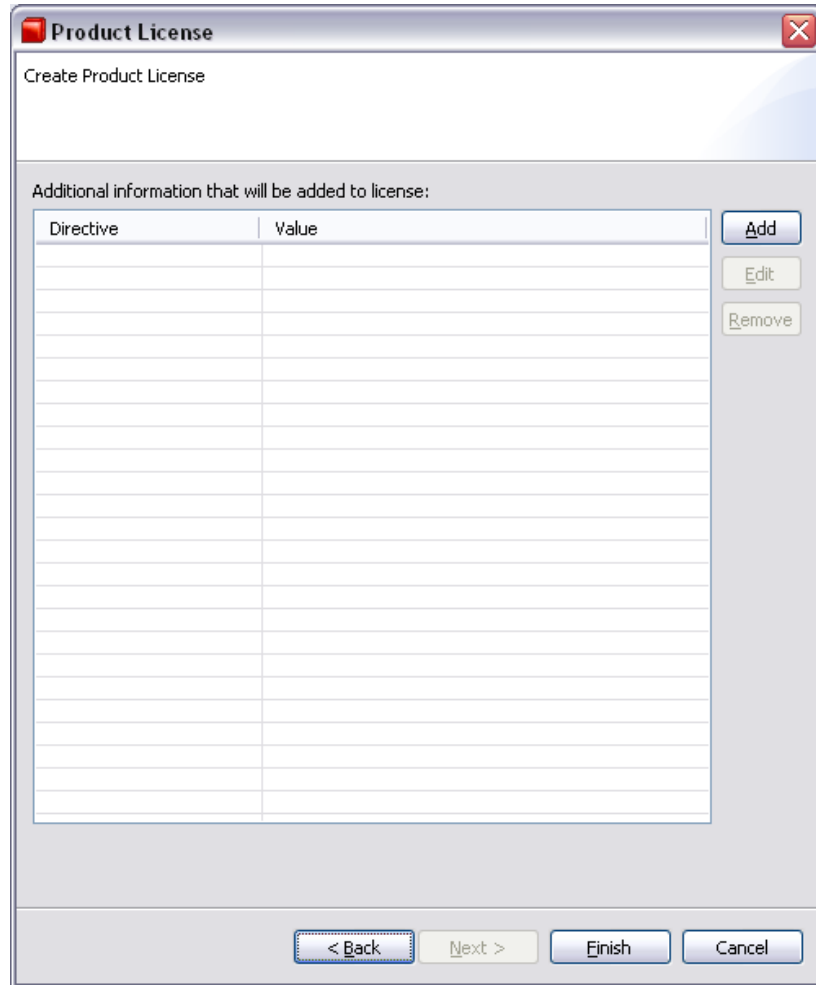 Product License
Create Product License
Additional information that will be added to license:
Directive Value
Add
Edit
Remove
< Back Next > Finish Cancel